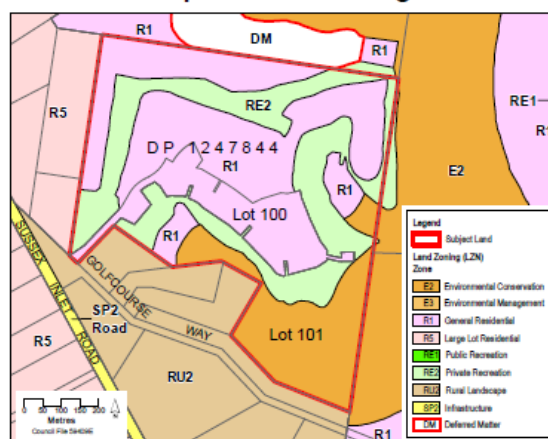 R1
DM
R1
RE1
R1
R5
RE2
E2
DP 1247844
R1
R1
Lot 100
R1
GOLFCOURSE
WAY
SUSSEX
INLET
ROAD
SP2
Road
Lot 101
R5
RU2
R1
0 50 100 150 200
Metres
N
Legend
Subject Land
Land Zoning (LZN)
Zone
E2 Environmental Conservation
E3 Environmental Management
R1 General Residential
R5 Large Lot Residential
RE1 Public Recreation
RE2 Private Recreation
RU2 Rural Landscape
SP2 Infrastructure
DM Deferred Matter